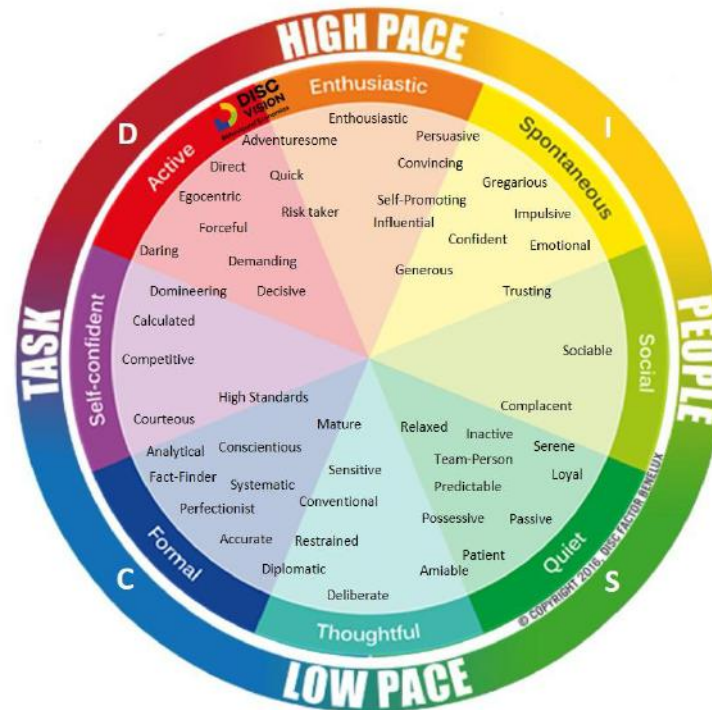 HIGH PACE
Enthusiastic
DISC
VISION
D
I
Active
Spontaneous
Enthousiastic
Adventuresome
Persuasive
Direct
Quick
Convincing
Gregarious
Egocentric
Self-Promoting
Risk taker
Influential
Impulsive
Forceful
Confident
Emotional
Daring
Demanding
Generous
Domineering
Decisive
Trusting
TASK
PEOPLE
Self-confident
Social
Calculated
Competitive
Sociable
High Standards
Complacent
Courteous
Mature
Relaxed
Inactive
Analytical
Conscientious
Serene
Fact-Finder
Sensitive
Team-Person
Loyal
Systematic
Predictable
Perfectionist
Conventional
Possessive
Passive
Accurate
Restrained
Patient
Diplomatic
Amiable
Deliberate
Formal
Quiet
C
S
Thoughtful
LOW PACE
© COPYRIGHT 2016, DISC FACTOR BENELUX